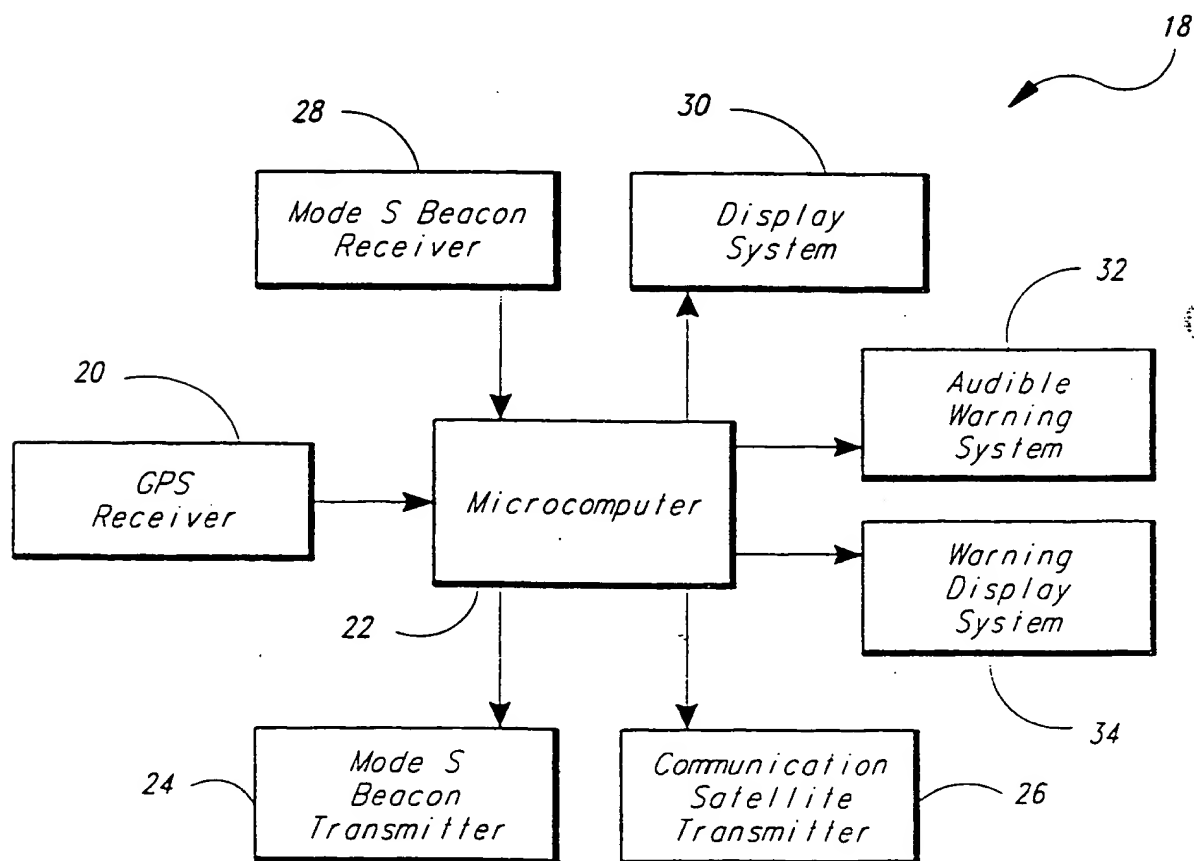 18
28
30
Mode S Beacon
Receiver
Display
System
32
20
Audible
Warning
System
GPS
Receiver
Microcomputer
Warning
Display
System
22
34
24
Mode S
Beacon
Transmitter
Communication
Satellite
Transmitter
26